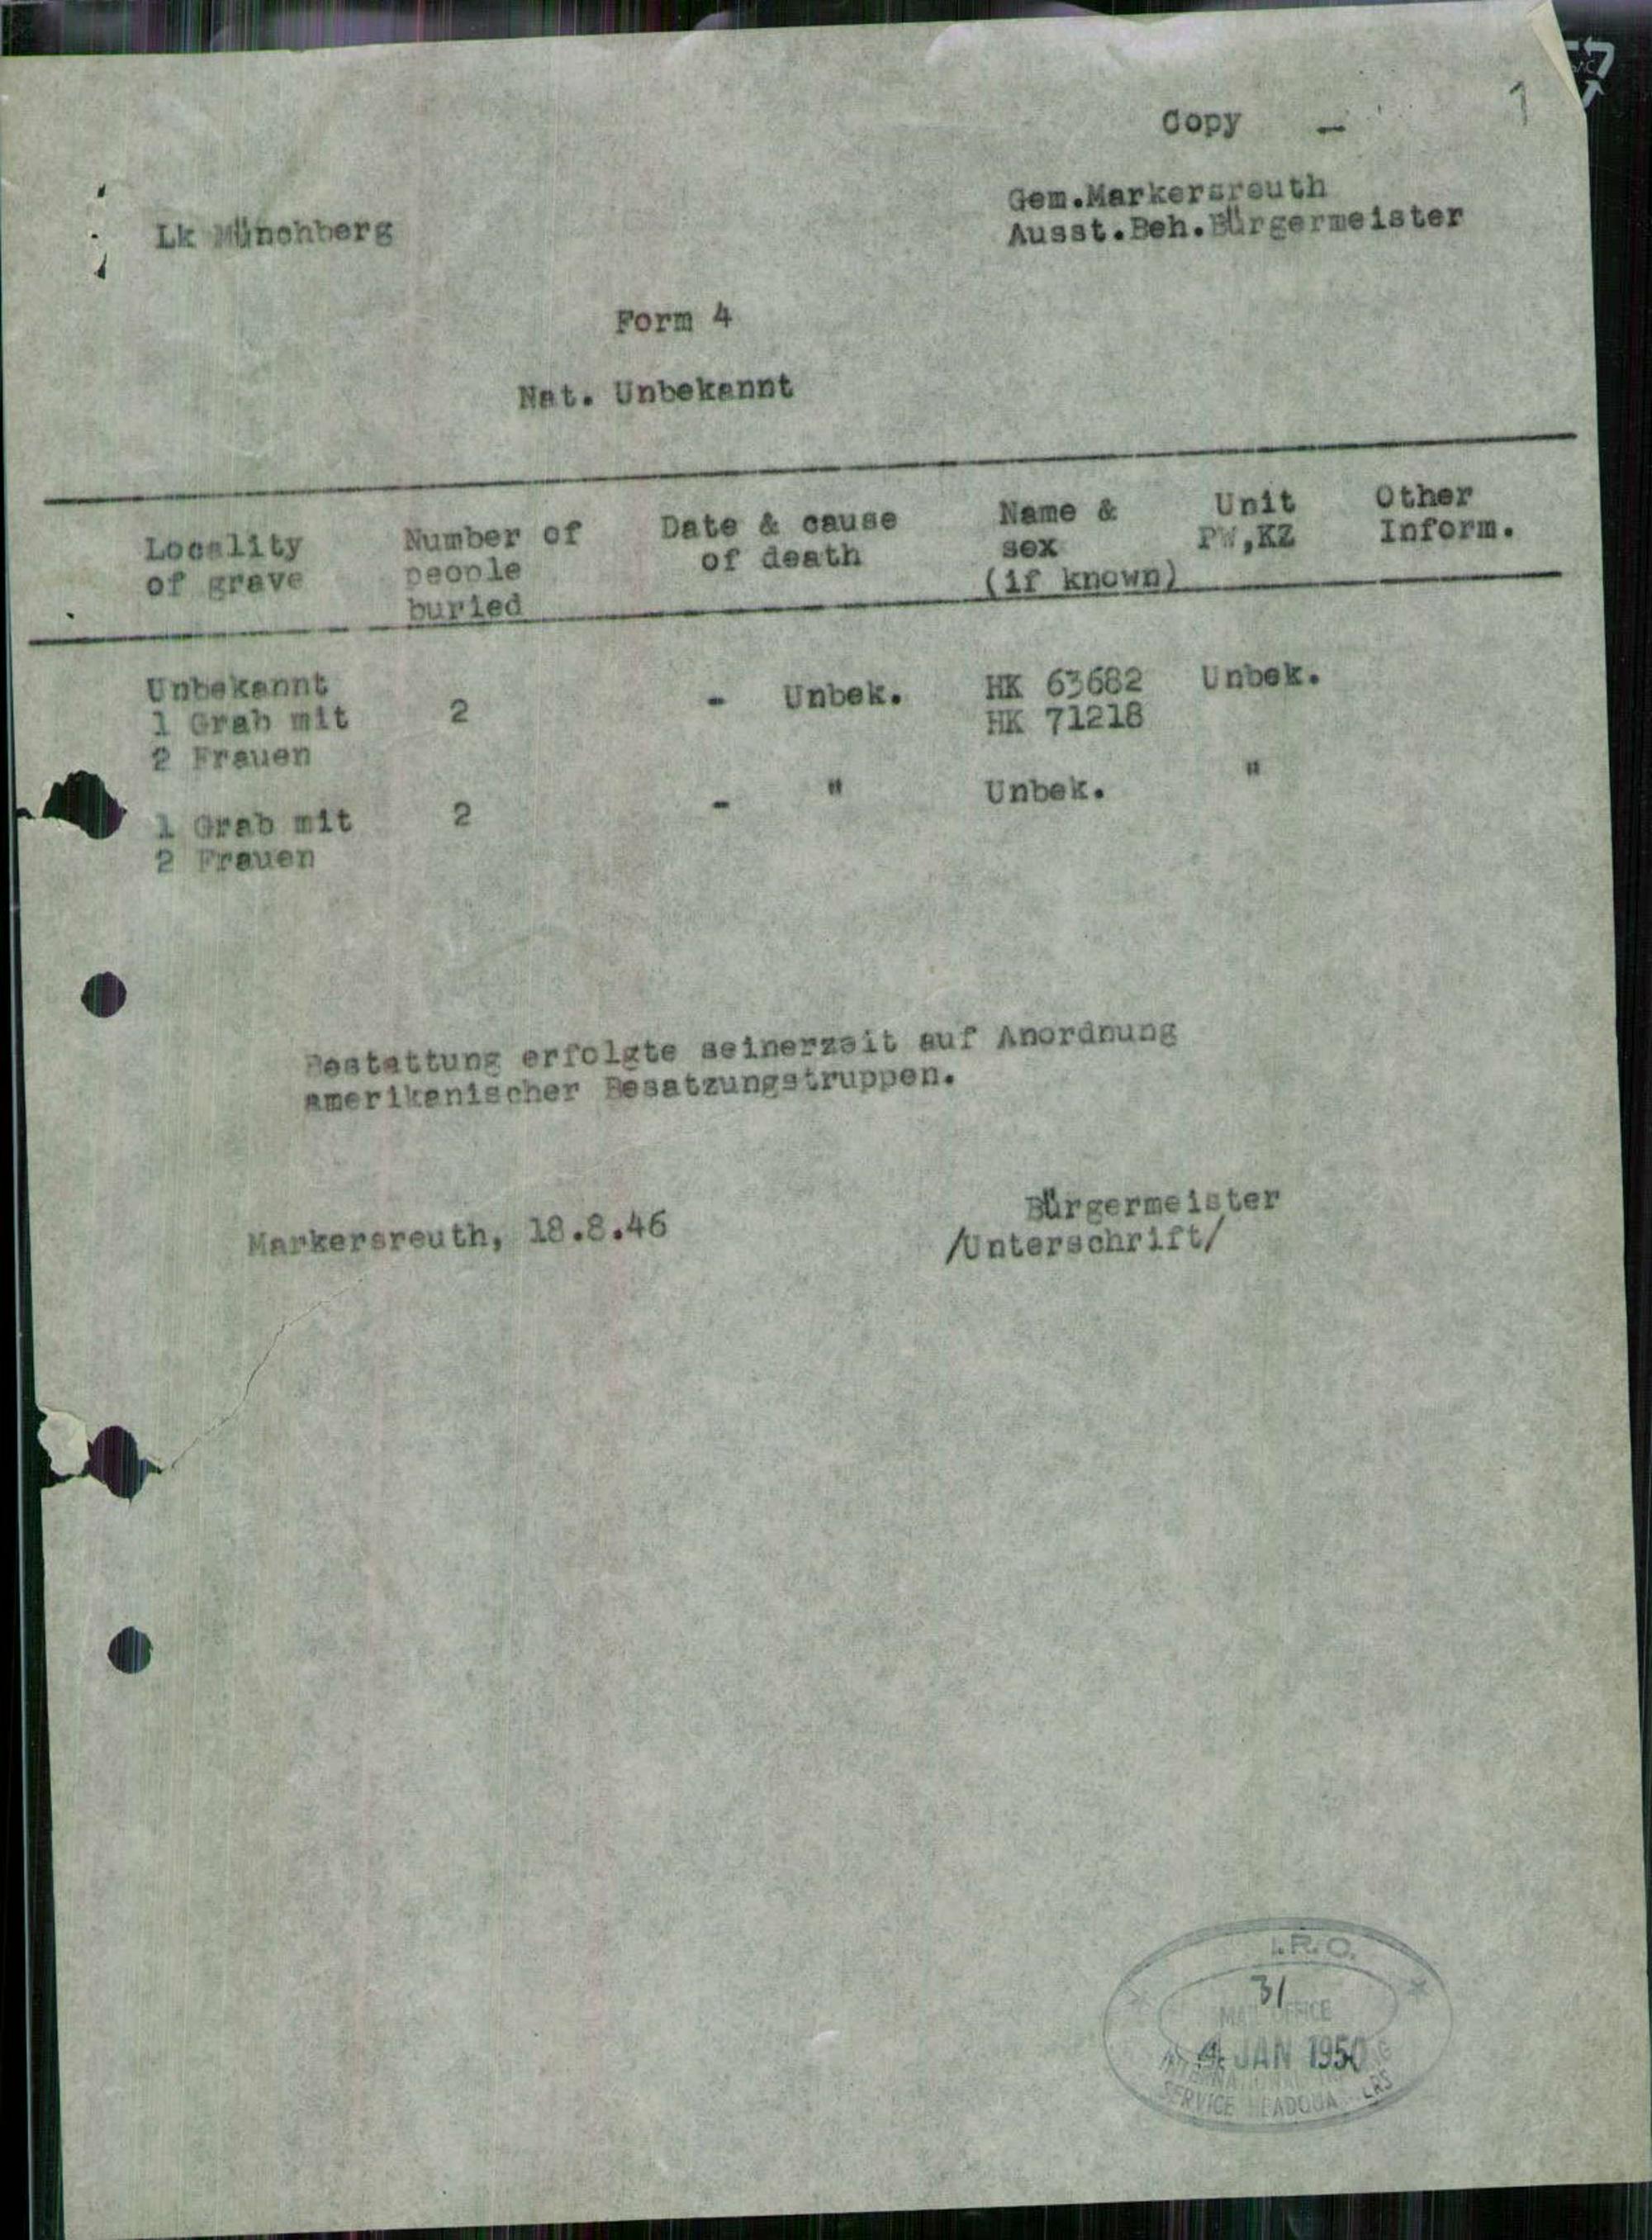 Copy - 1
Gem.Markersreuth
Lk Münchberg Ausst.Beh.Bürgermeister
Form 4
Nat. Unbekannt
Locality Number of Date & cause Name & Unit Other
of grave people of death sex PW,KZ Inform.
buried (if known)
Unbekannt
1 Grab mit 2 - Unbek. HK 63682 Unbek.
2 Frauen HK 71218
1 Grab mit 2 - " Unbek. "
2 Frauen
Bestattung erfolgte seinerzeit auf Anordnung
amerikanischer Besatzungstruppen.
Markersreuth, 18.8.46 Bürgermeister
/Unterschrift/
I.R.O.
31
MAIL OFFICE
4 JAN 1950
SERVICE